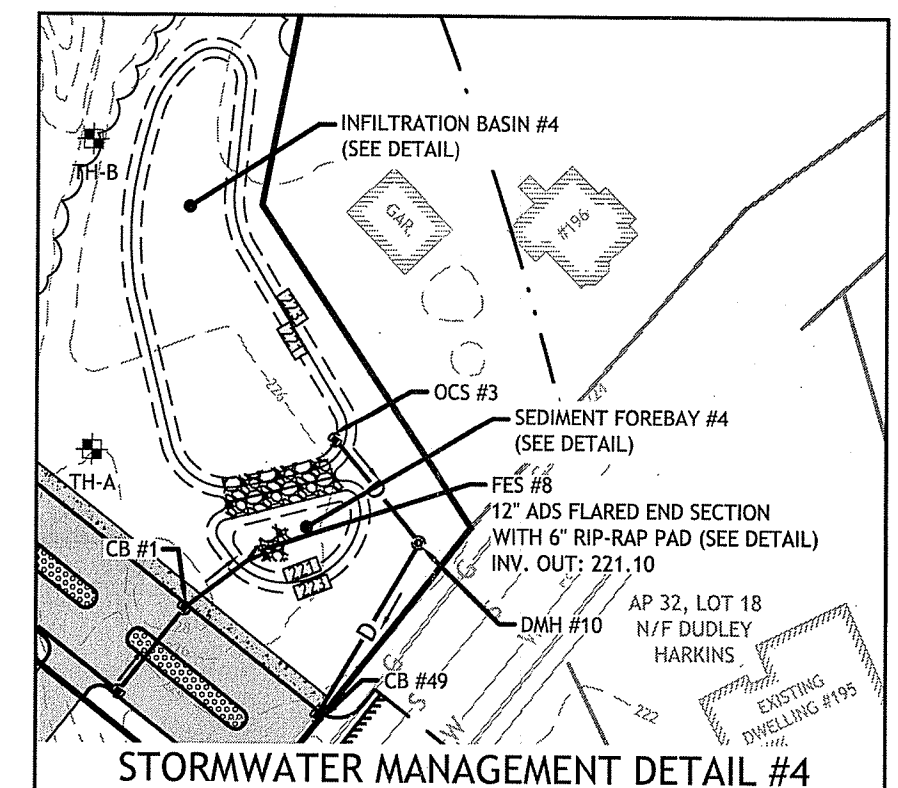 INFILTRATION BASIN #4
(SEE DETAIL)
TH-B
GAR.
#196
223
221
OCS #3
226
224
SEDIMENT FOREBAY #4
(SEE DETAIL)
TH-A
FES #8
12" ADS FLARED END SECTION
WITH 6" RIP-RAP PAD (SEE DETAIL)
INV. OUT: 221.10
D
CB #1
221
223
S
S
D
DMH #10
AP 32, LOT 18
N/F DUDLEY
HARKINS
D
S
CB #49
S
W
222
EXISTING
DWELLING #195
STORMWATER MANAGEMENT DETAIL #4